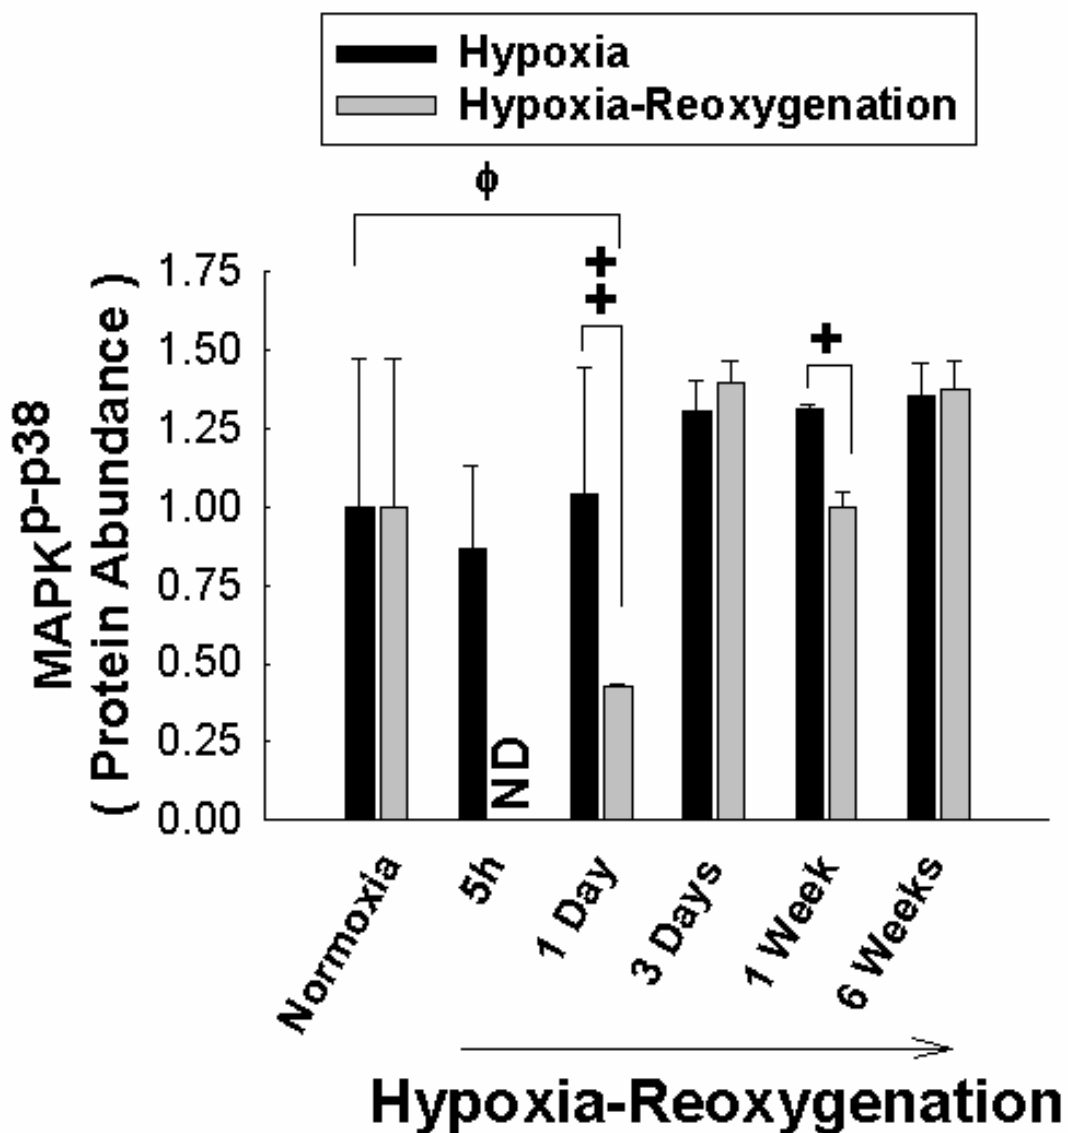 Hypoxia
Hypoxia-Reoxygenation
ϕ
++
+
MAPK p-p38
( Protein Abundance )
1.75
1.50
1.25
1.00
0.75
0.50
0.25
0.00
ND
Normoxia
5h
1 Day
3 Days
1 Week
6 Weeks
Hypoxia-Reoxygenation